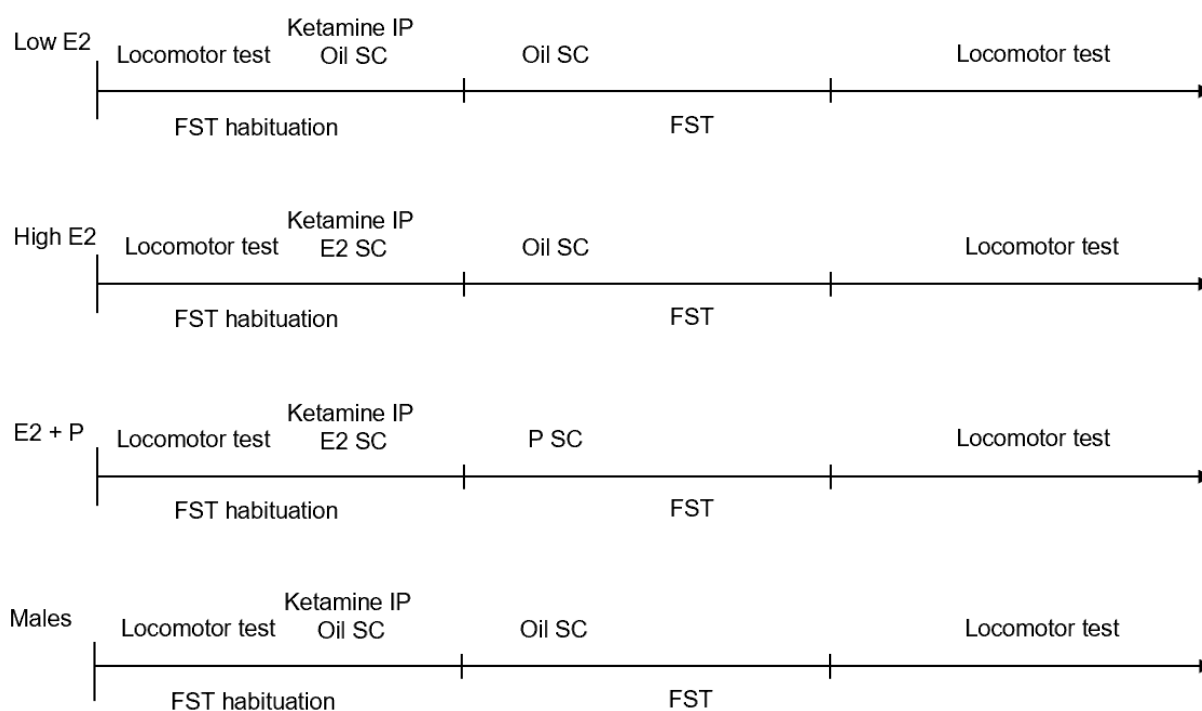 Low E2
Ketamine IP
Locomotor test Oil SC Oil SC Locomotor test
FST habituation FST
High E2
Ketamine IP
Locomotor test E2 SC Oil SC Locomotor test
FST habituation FST
E2 + P
Ketamine IP
Locomotor test E2 SC P SC Locomotor test
FST habituation FST
Males
Ketamine IP
Locomotor test Oil SC Oil SC Locomotor test
FST habituation FST